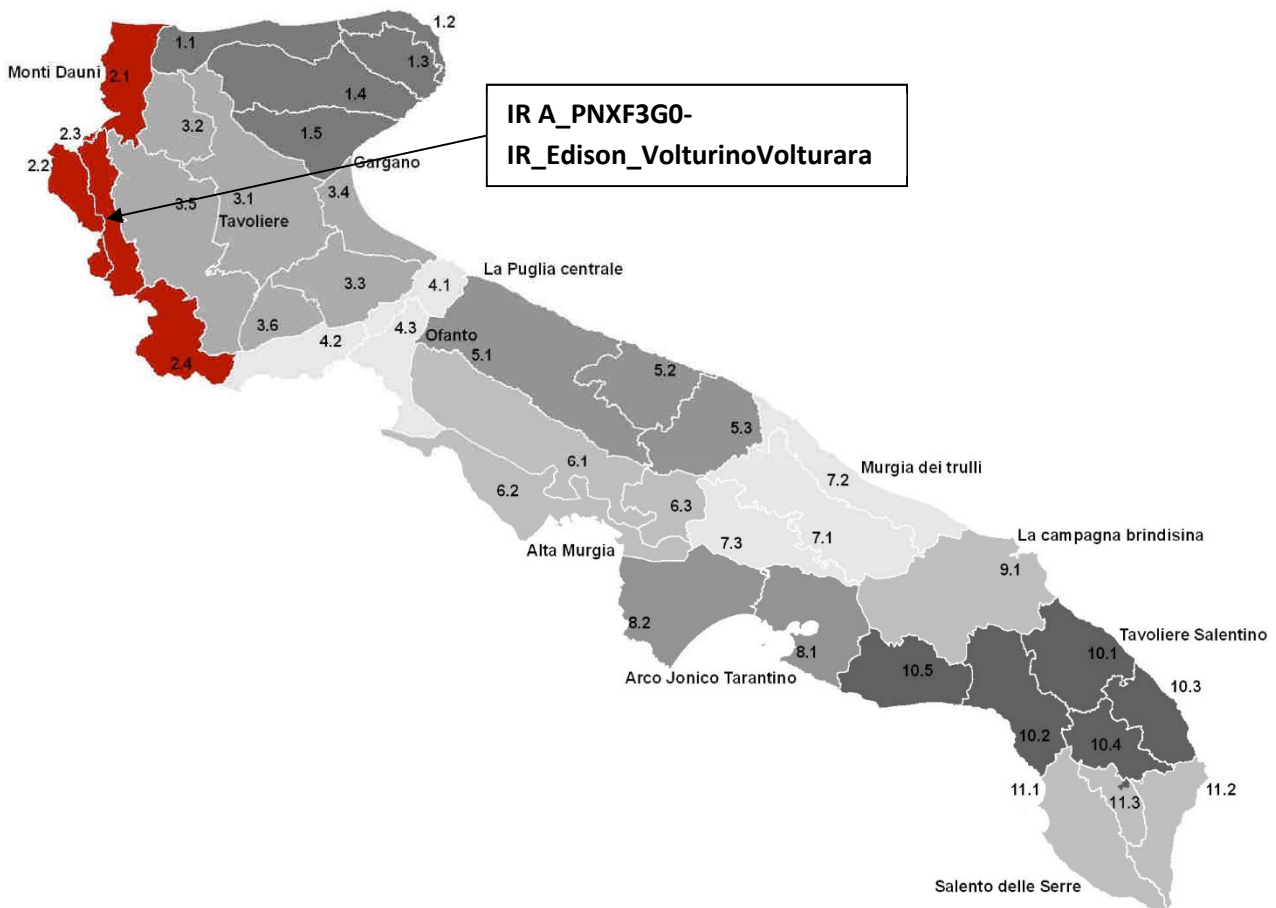 1.2
1.1
1.3
Monti Dauni
2.1
1.4
IR A_PNXF3G0-
IR_Edison_VolturinoVolturara
3.2
1.5
2.3
2.2
Gargano
3.4
3.5
3.1
Tavoliere
La Puglia centrale
4.1
3.3
3.6
4.3
4.2
Ofanto
5.1
2.4
5.2
5.3
6.1
Murgia dei trulli
7.2
6.2
6.3
La campagna brindisina
7.3
7.1
Alta Murgia
9.1
8.2
Tavoliere Salentino
8.1
10.1
Arco Jonico Tarantino
10.5
10.3
10.2
10.4
11.1
11.3
11.2
Salento delle Serre